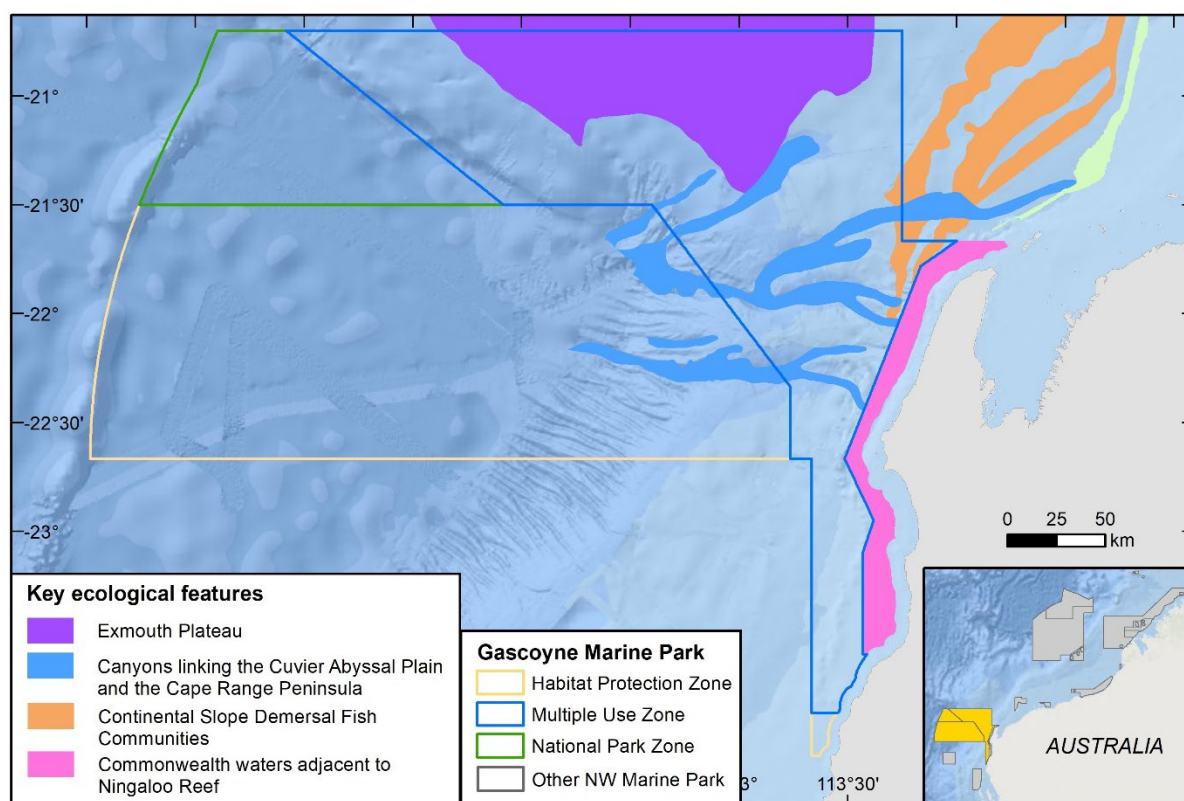 -21°
-21°30'
-22°
-22°30'
-23°
0 25 50
km
Key ecological features
Exmouth Plateau
Canyons linking the Cuvier Abyssal Plain
and the Cape Range Peninsula
Continental Slope Demersal Fish
Communities
Commonwealth waters adjacent to
Ningaloo Reef
Gascoyne Marine Park
Habitat Protection Zone
Multiple Use Zone
National Park Zone
Other NW Marine Park
113°30'
AUSTRALIA